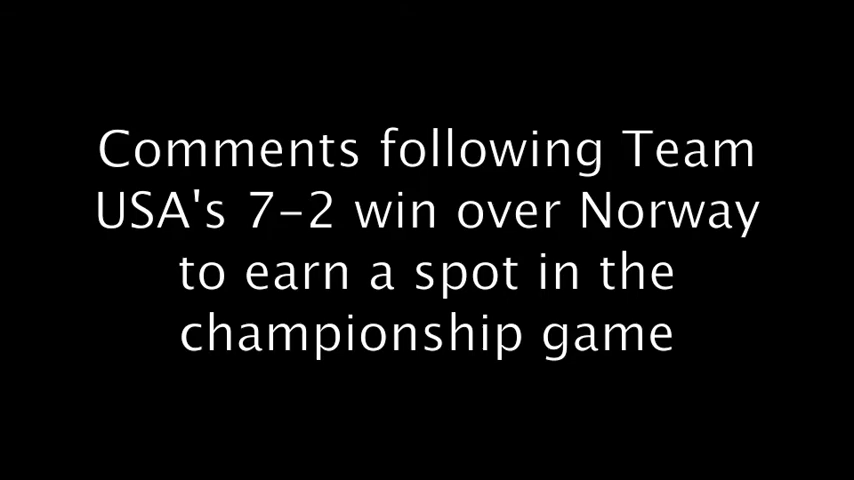 Comments following Team
USA's 7-2 win over Norway
to earn a spot in the
championship game